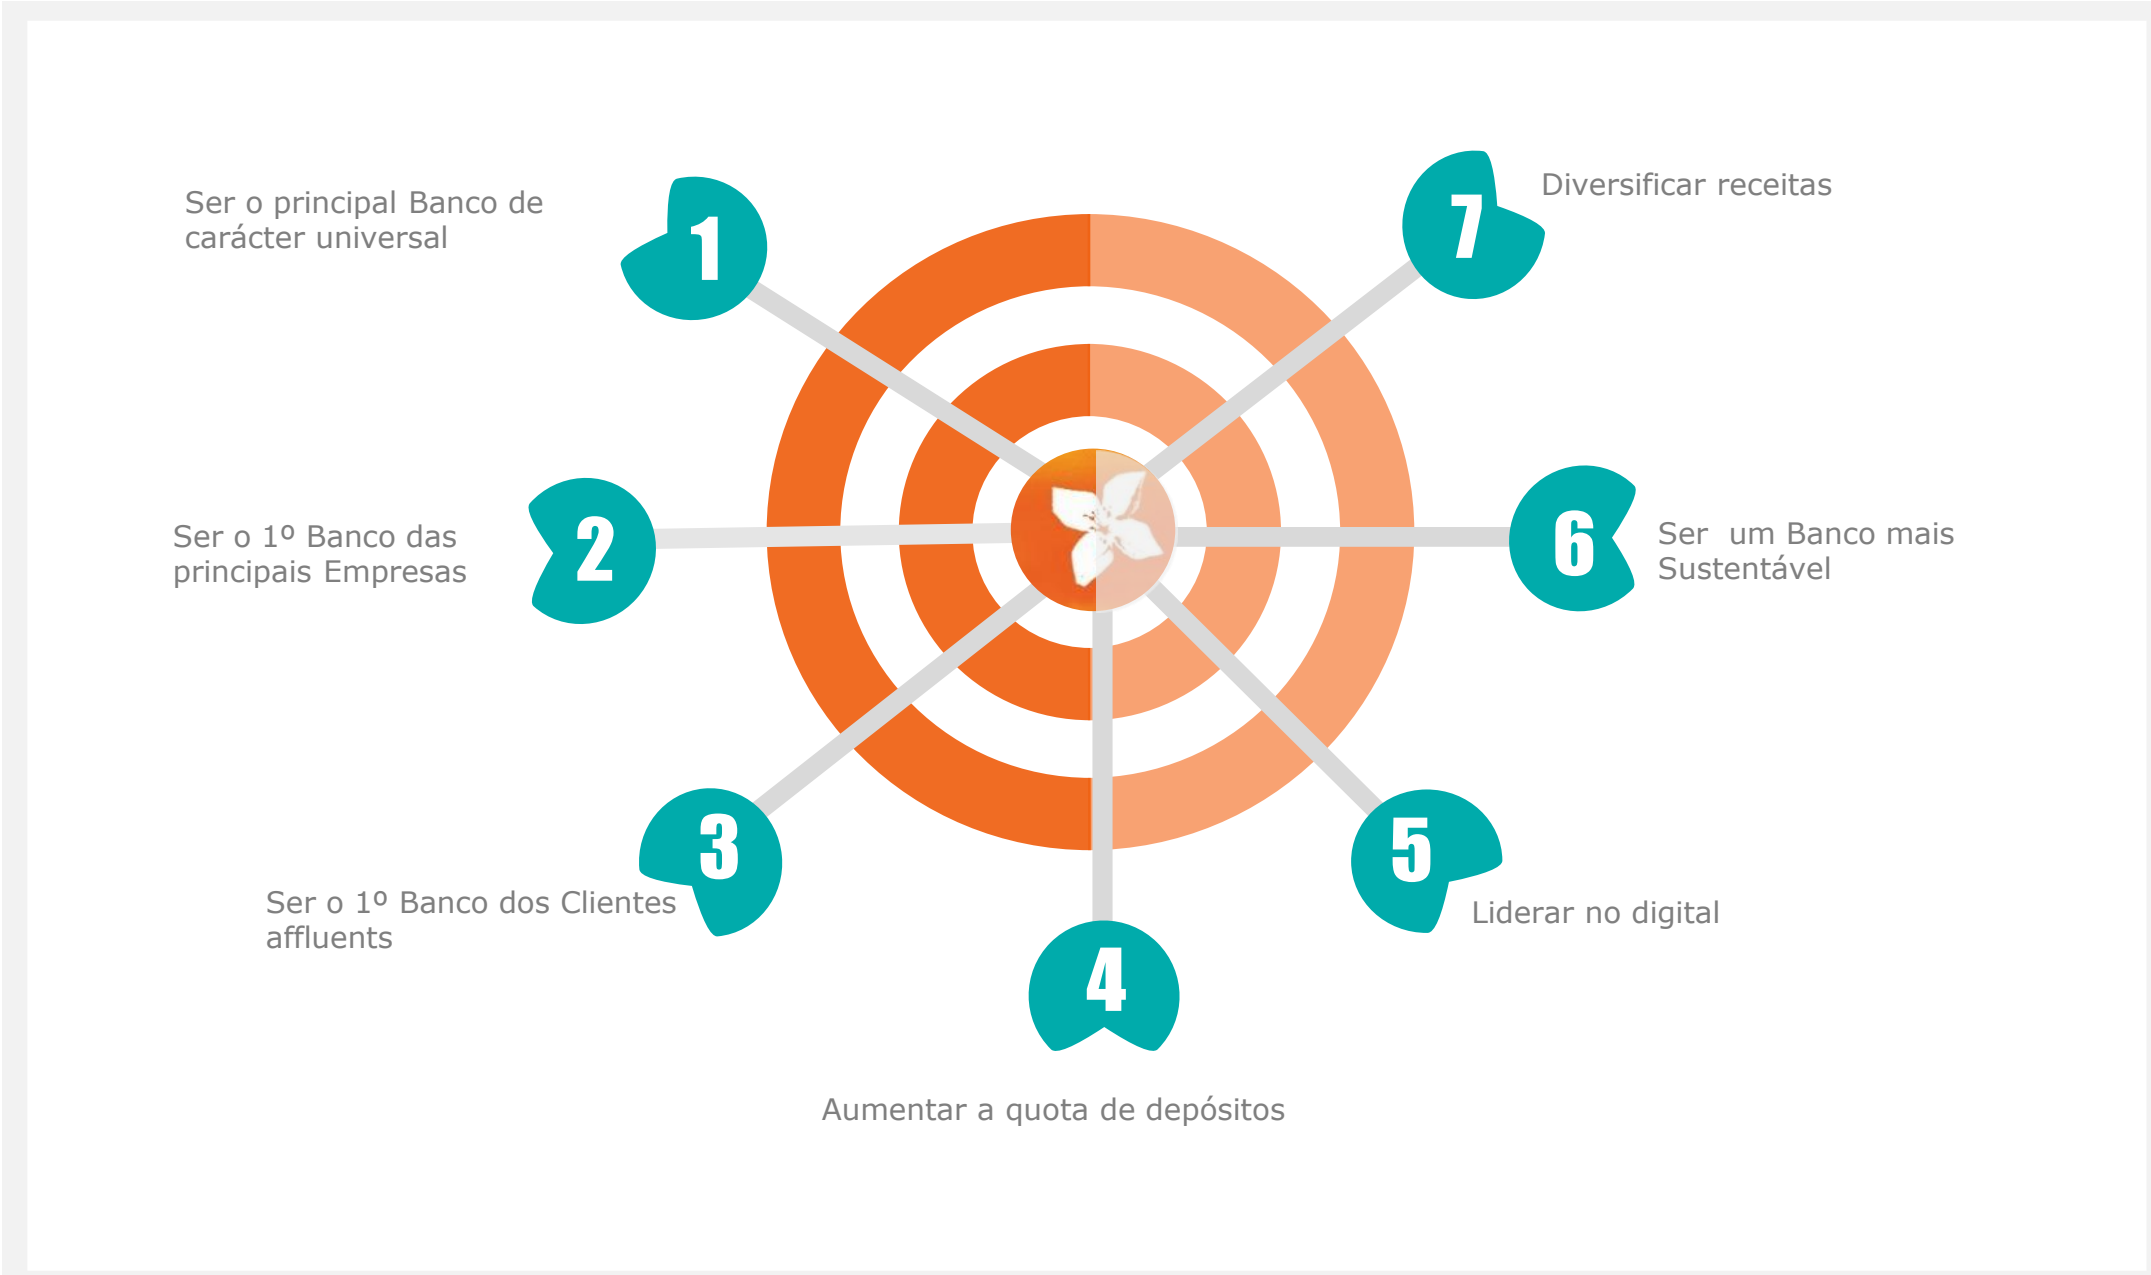 1
Ser o principal Banco de
carácter universal
2
Ser o 1º Banco das
principais Empresas
3
Ser o 1º Banco dos Clientes
affluents
4
Aumentar a quota de depósitos
5
Liderar no digital
6
Ser  um Banco mais
Sustentável
7
Diversificar receitas